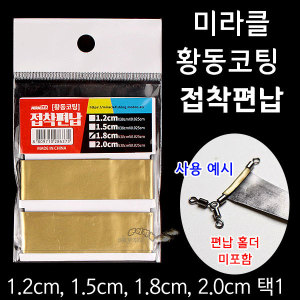 미라클
황동코팅
접착편납
MIRACLE
[황동코팅]
접착편납
MADE IN CHINA
1.2cm
1.5cm
1.8cm
2.0cm
사용 예시
편납 홀더
미포함
1.2cm, 1.5cm, 1.8cm, 2.0cm 택1